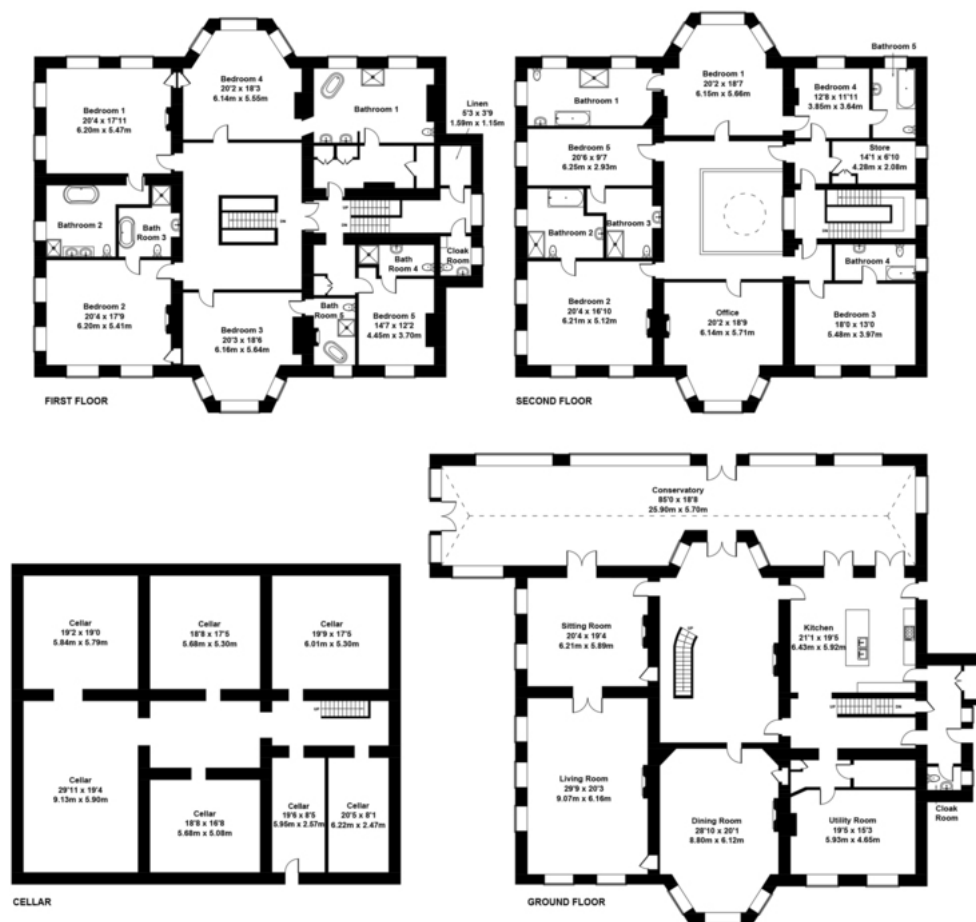 Bedroom 1
20'4 x 17'11
6.20m x 5.47m
Bedroom 4
20'2 x 18'3
6.14m x 5.55m
Bathroom 1
Linen
5'3 x 3'9
1.59m x 1.15m
DN
UP
Bathroom 2
Bath
Room 3
Bath
Room 4
Cloak
Room
Bedroom 2
20'4 x 17'9
6.20m x 5.41m
Bedroom 3
20'3 x 18'6
6.16m x 5.64m
Bath
Room 5
Bedroom 5
14'7 x 12'2
4.45m x 3.70m
FIRST FLOOR
Bathroom 5
Bathroom 1
Bedroom 1
20'2 x 18'7
6.15m x 5.66m
Bedroom 4
12'8 x 11'11
3.85m x 3.64m
Bedroom 5
20'6 x 9'7
6.25m x 2.93m
Store
14'1 x 6'10
4.28m x 2.08m
DN
Bathroom 2
Bathroom 3
Bathroom 4
Bedroom 2
20'4 x 16'10
6.21m x 5.12m
Office
20'2 x 18'9
6.14m x 5.71m
Bedroom 3
18'0 x 13'0
5.48m x 3.97m
SECOND FLOOR
Cellar
19'2 x 19'0
5.84m x 5.79m
Cellar
18'8 x 17'5
5.68m x 5.30m
Cellar
19'9 x 17'5
6.01m x 5.30m
UP
Cellar
29'11 x 19'4
9.13m x 5.90m
Cellar
18'8 x 16'8
5.68m x 5.08m
Cellar
19'6 x 8'5
5.95m x 2.57m
Cellar
20'5 x 8'1
6.22m x 2.47m
CELLAR
Conservatory
85'0 x 18'8
25.90m x 5.70m
Sitting Room
20'4 x 19'4
6.21m x 5.89m
UP
Kitchen
21'1 x 19'5
6.43m x 5.92m
UP
DN
Living Room
29'9 x 20'3
9.07m x 6.16m
Dining Room
28'10 x 20'1
8.80m x 6.12m
Utility Room
19'5 x 15'3
5.93m x 4.65m
Cloak
Room
GROUND FLOOR